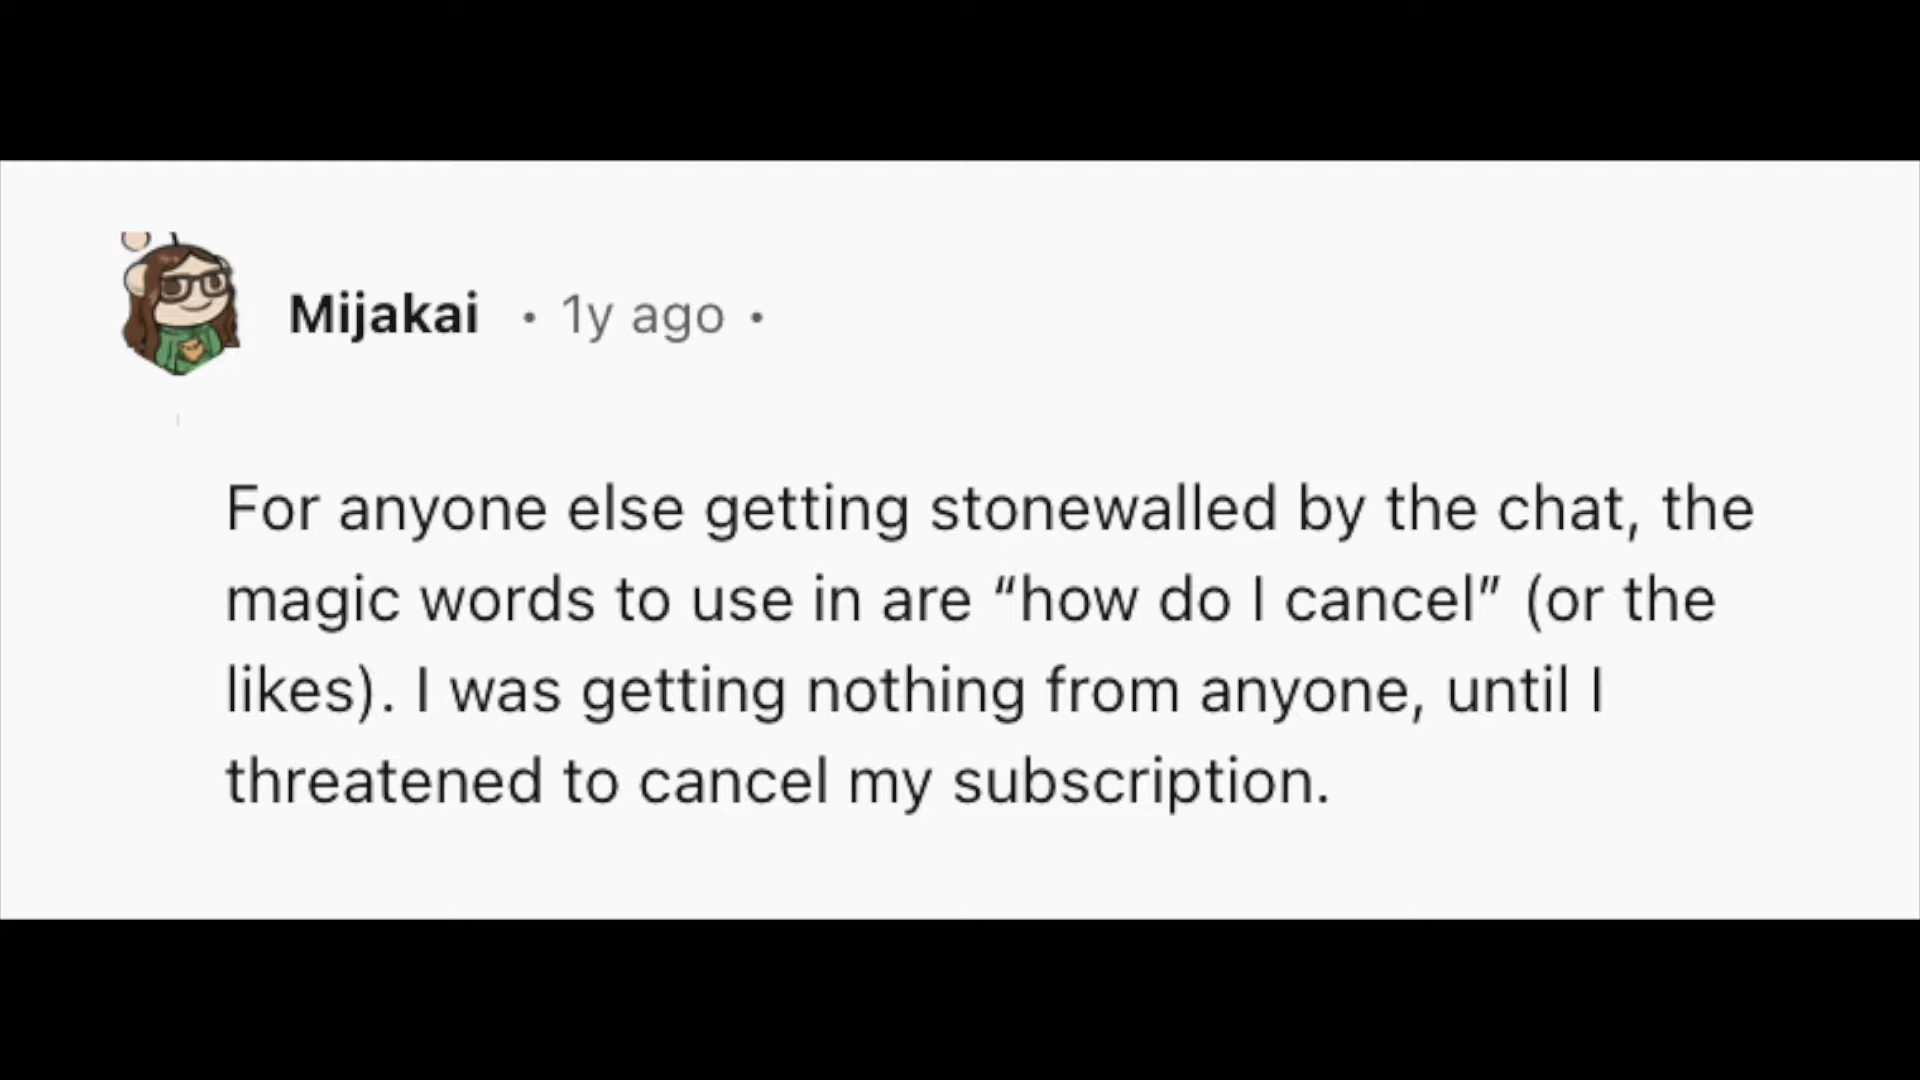 Mijakai • 1y ago •
For anyone else getting stonewalled by the chat, the
magic words to use in are “how do I cancel” (or the
likes). I was getting nothing from anyone, until I
threatened to cancel my subscription.